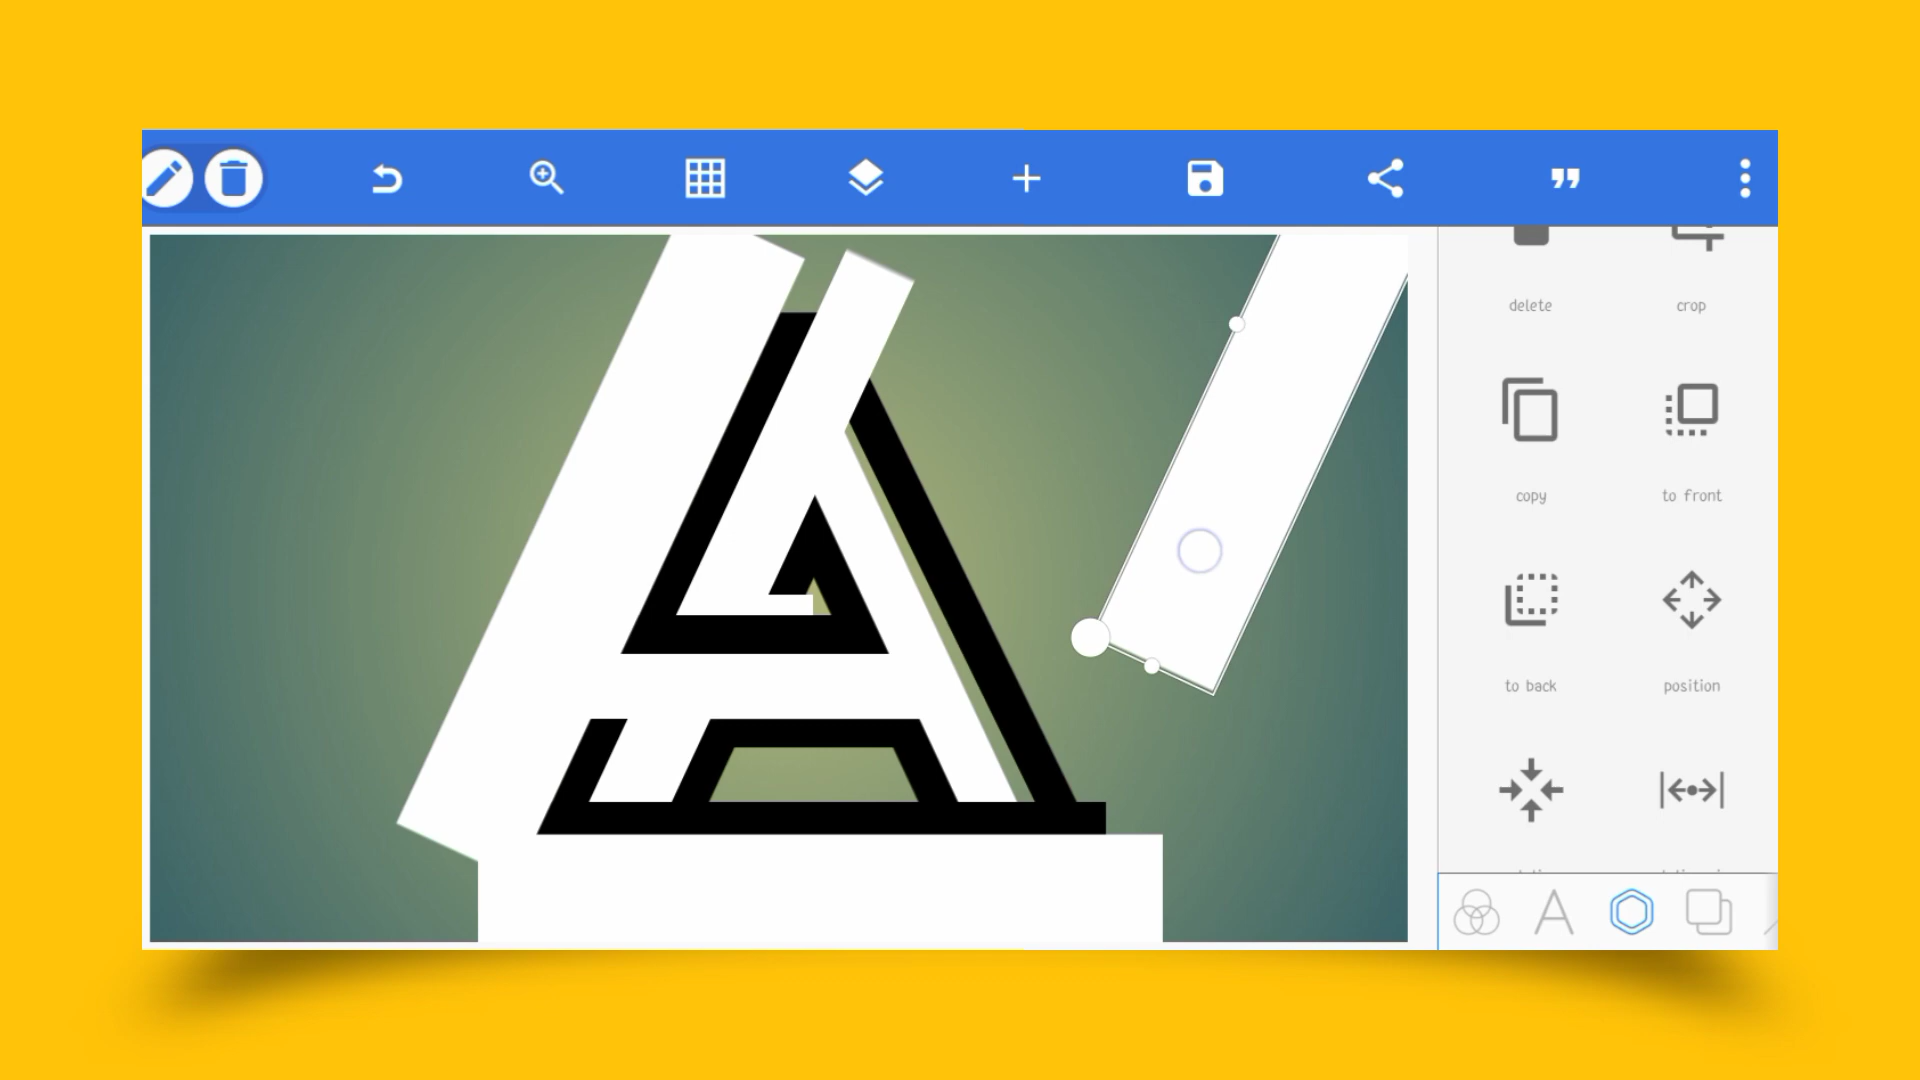 delete
crop
copy
to front
to back
position
A